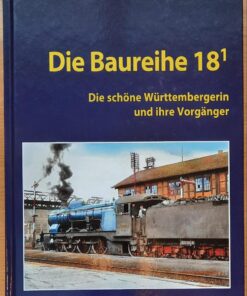 Die Baureihe 18¹
Die schöne Württembergerin
und ihre Vorgänger